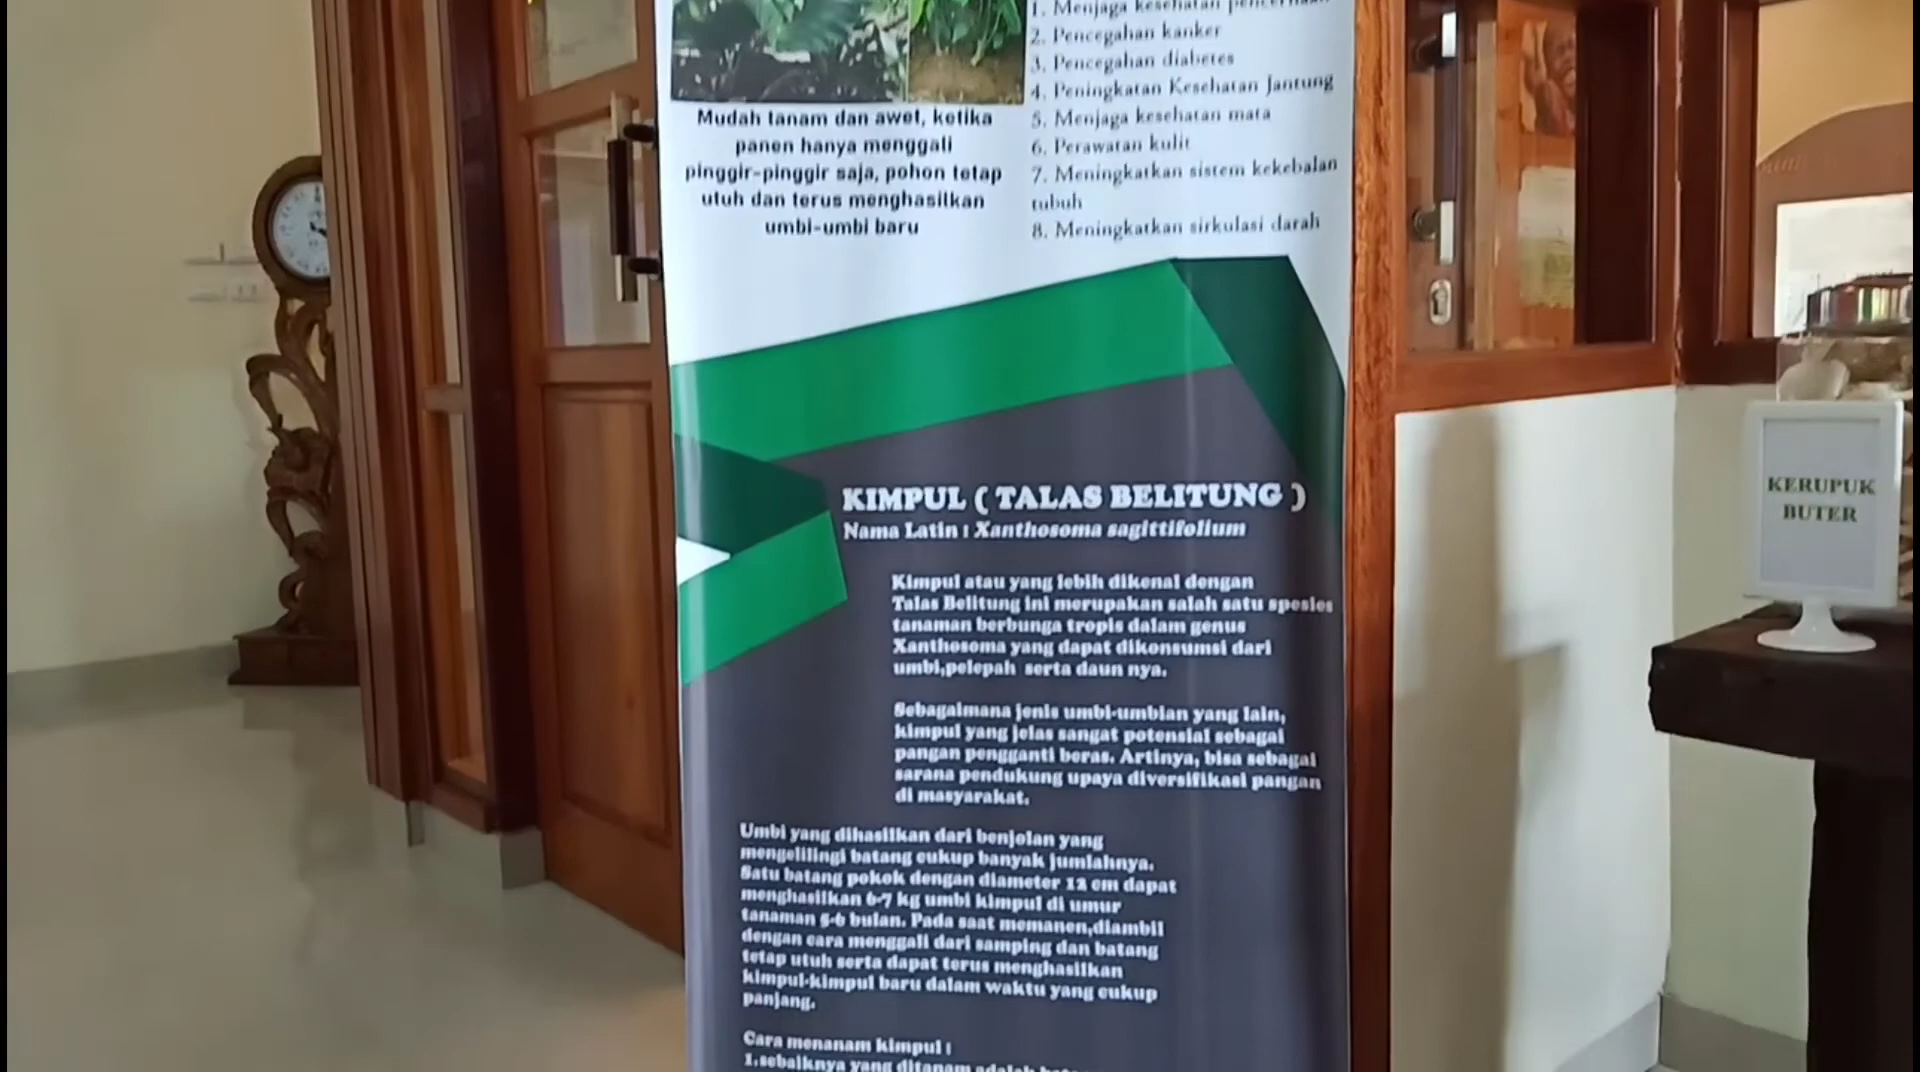 Mudah tanam dan awet, ketika
panen hanya menggali
pinggir-pinggir saja, pohon tetap
utuh dan terus menghasilkan
umbi-umbi baru
1. Menjaga kesehatan pencernaan
2. Pencegahan kanker
3. Pencegahan diabetes
4. Peningkatan Kesehatan Jantung
5. Menjaga kesehatan mata
6. Perawatan kulit
7. Meningkatkan sistem kekebalan
tubuh
8. Meningkatkan sirkulasi darah
KIMPUL ( TALAS BELITUNG )
Nama Latin : Xanthosoma sagittifolium
Kimpul atau yang lebih dikenal dengan
Talas Belitung ini merupakan salah satu spesies
tanaman berbunga tropis dalam genus
Xanthosoma yang dapat dikonsumsi dari
umbi,pelepah serta daun nya.
Sebagaimana jenis umbi-umbian yang lain,
kimpul yang jelas sangat potensial sebagai
pangan pengganti beras. Artinya, bisa sebagai
sarana pendukung upaya diversifikasi pangan
di masyarakat.
Umbi yang dihasilkan dari benjolan yang
mengelilingi batang cukup banyak jumlahnya.
Satu batang pokok dengan diameter 12 cm dapat
menghasilkan 6-7 kg umbi kimpul di umur
tanaman 5-6 bulan. Pada saat memanen,diambil
dengan cara menggali dari samping dan batang
tetap utuh serta dapat terus menghasilkan
kimpul-kimpul baru dalam waktu yang cukup
panjang.
Cara menanam kimpul :
1.sebaiknya yang ditanam adalah
KERUPUK
BUTER